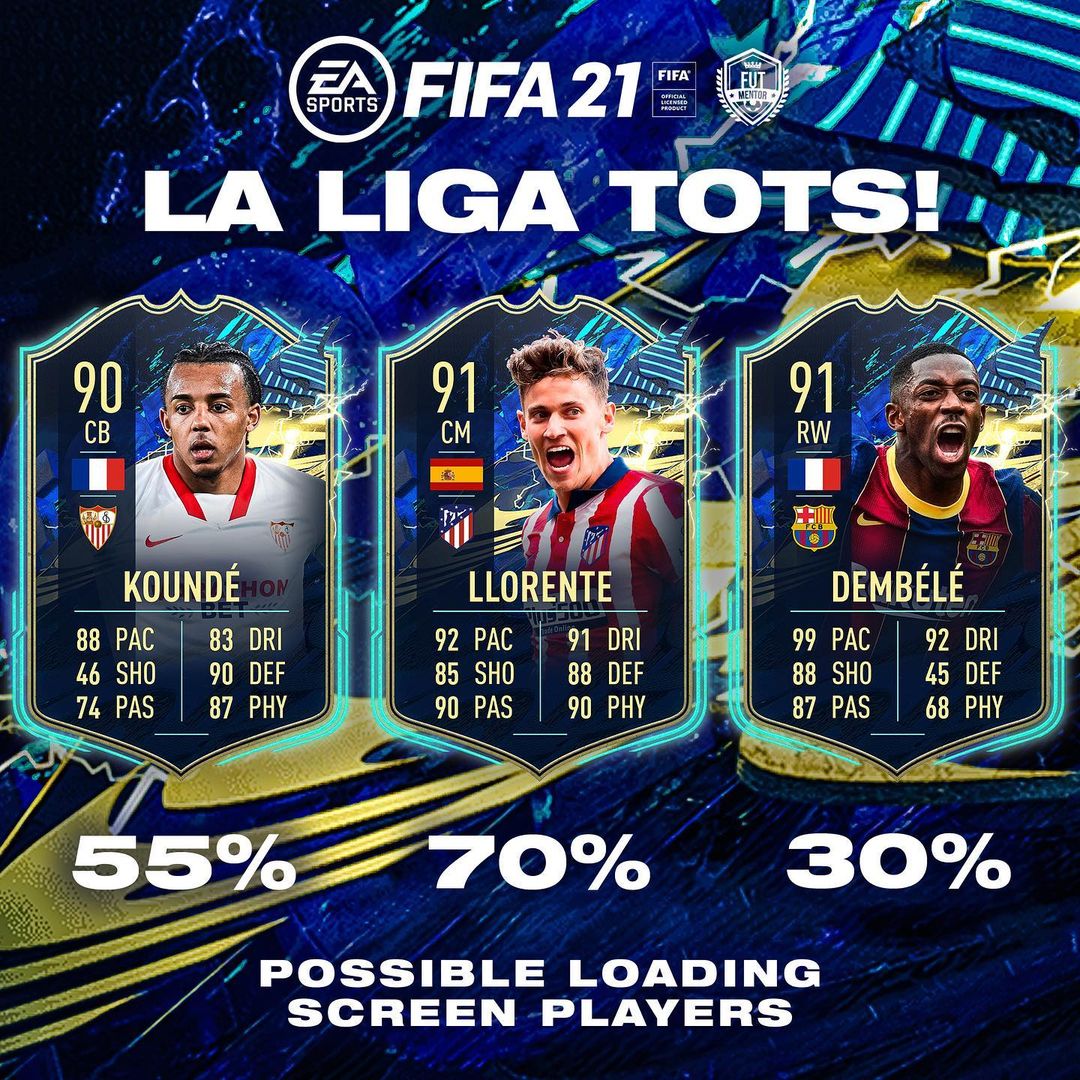 EA SPORTS FIFA 21 FIFA OFFICIAL LICENSED PRODUCT FUT MENTOR
LA LIGA TOTS!
90
CB
KOUNDÉ
88 PAC 83 DRI
46 SHO 90 DEF
74 PAS 87 PHY
91
CM
LLORENTE
92 PAC 91 DRI
85 SHO 88 DEF
90 PAS 90 PHY
91
RW
FCB
DEMBÉLÉ
99 PAC 92 DRI
88 SHO 45 DEF
87 PAS 68 PHY
55% 70% 30%
POSSIBLE LOADING
SCREEN PLAYERS